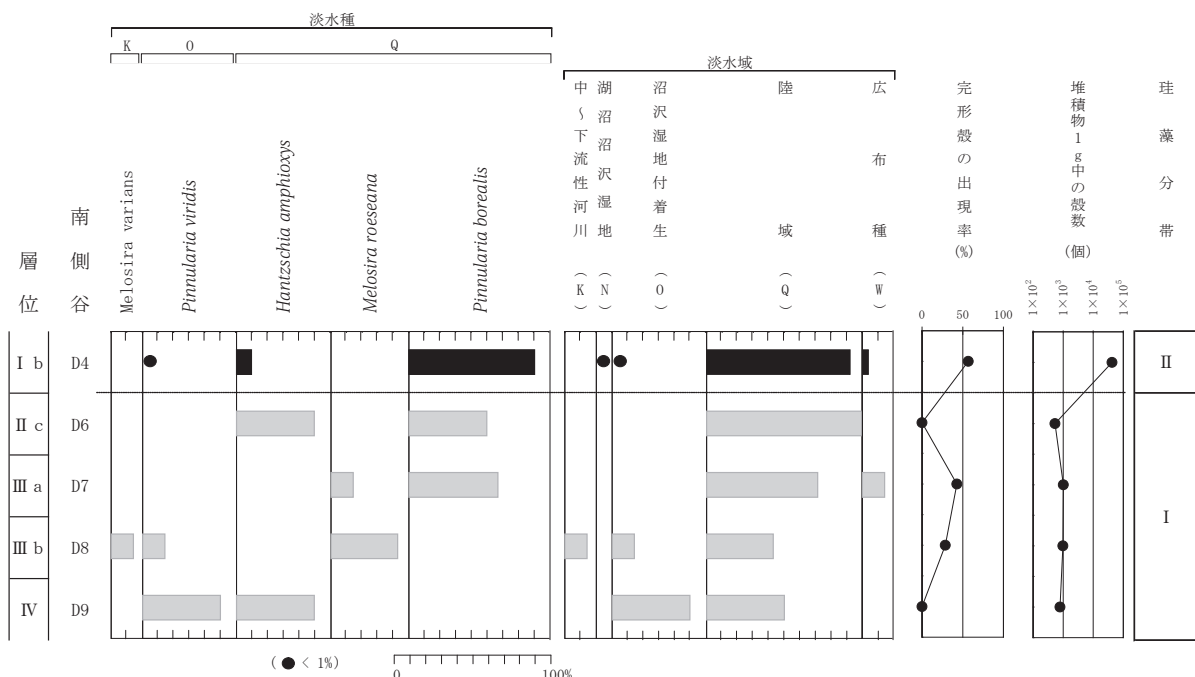 淡水種
K O Q
淡水域
層位
南側谷
Melosira varians
Pinnularia viridis
Hantzschia amphioxys
Melosira roeseana
Pinnularia borealis
中～下流性河川(K)
湖沼沼沢湿地(N)
沼沢湿地付着生(O)
陸域(Q)
広布種(W)
完形殻の出現率(%)
堆積物1g中の殻数(個)
珪藻分帯
0 50 100
1×10² 1×10³ 1×10⁴ 1×10⁵
Ⅰb D4 Ⅱ
Ⅱc D6
Ⅲa D7
Ⅰ
Ⅲb D8
Ⅳ D9
(● < 1%)
0 100%